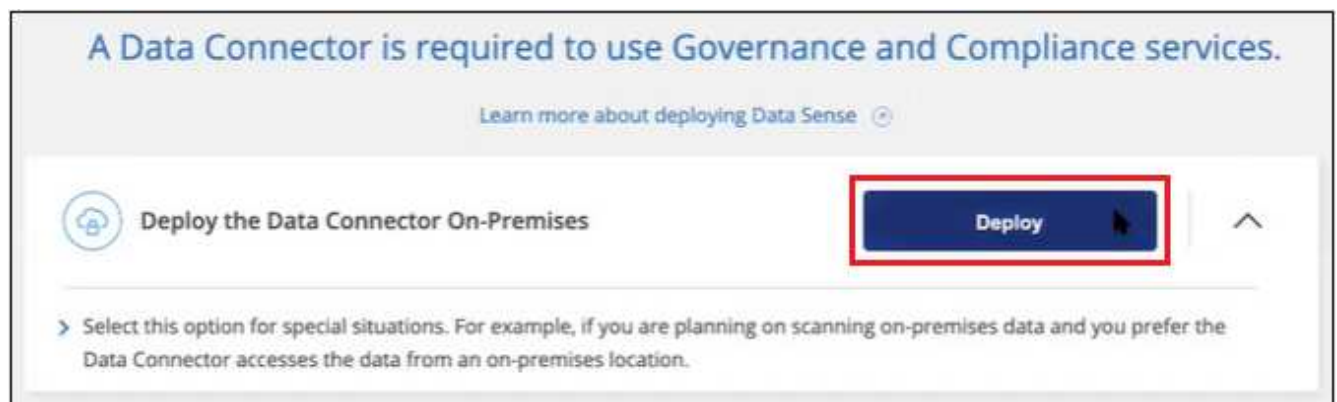 A Data Connector is required to use Governance and Compliance services.
Learn more about deploying Data Sense
Deploy the Data Connector On-Premises
Deploy
Select this option for special situations. For example, if you are planning on scanning on-premises data and you prefer the
Data Connector accesses the data from an on-premises location.